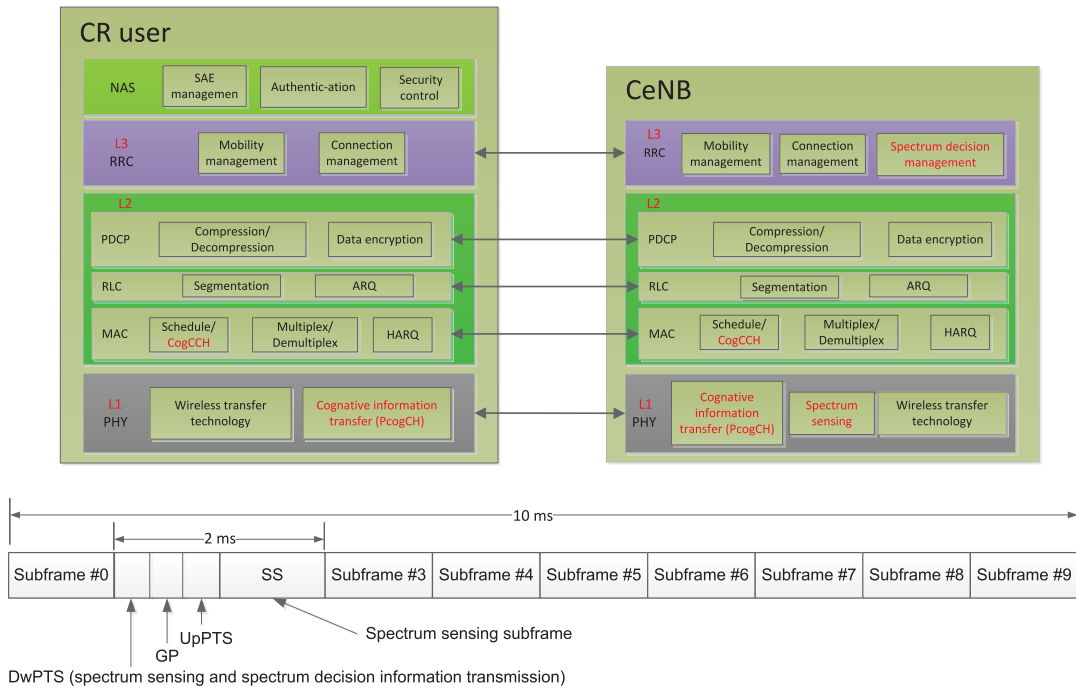 CR user
NAS
SAE
managemen
Authentic-ation
Security
control
L3
RRC
Mobility
management
Connection
management
L2
PDCP
Compression/
Decompression
Data encryption
RLC
Segmentation
ARQ
MAC
Schedule/
CogCCH
Multiplex/
Demultiplex
HARQ
L1
PHY
Wireless transfer
technology
Cognative information
transfer (PcogCH)
CeNB
L3
RRC
Mobility
management
Connection
management
Spectrum decision
management
L2
PDCP
Compression/
Decompression
Data encryption
RLC
Segmentation
ARQ
MAC
Schedule/
CogCCH
Multiplex/
Demultiplex
HARQ
L1
PHY
Cognative
information
transfer (PcogCH)
Spectrum
sensing
Wireless transfer
technology
10 ms
2 ms
Subframe #0
SS
Subframe #3
Subframe #4
Subframe #5
Subframe #6
Subframe #7
Subframe #8
Subframe #9
UpPTS
Spectrum sensing subframe
GP
DwPTS (spectrum sensing and spectrum decision information transmission)